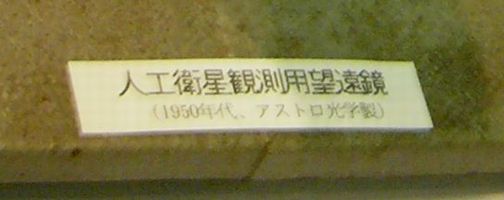 人工衛星観測用望遠鏡
（1950年代、アストロ光学製）